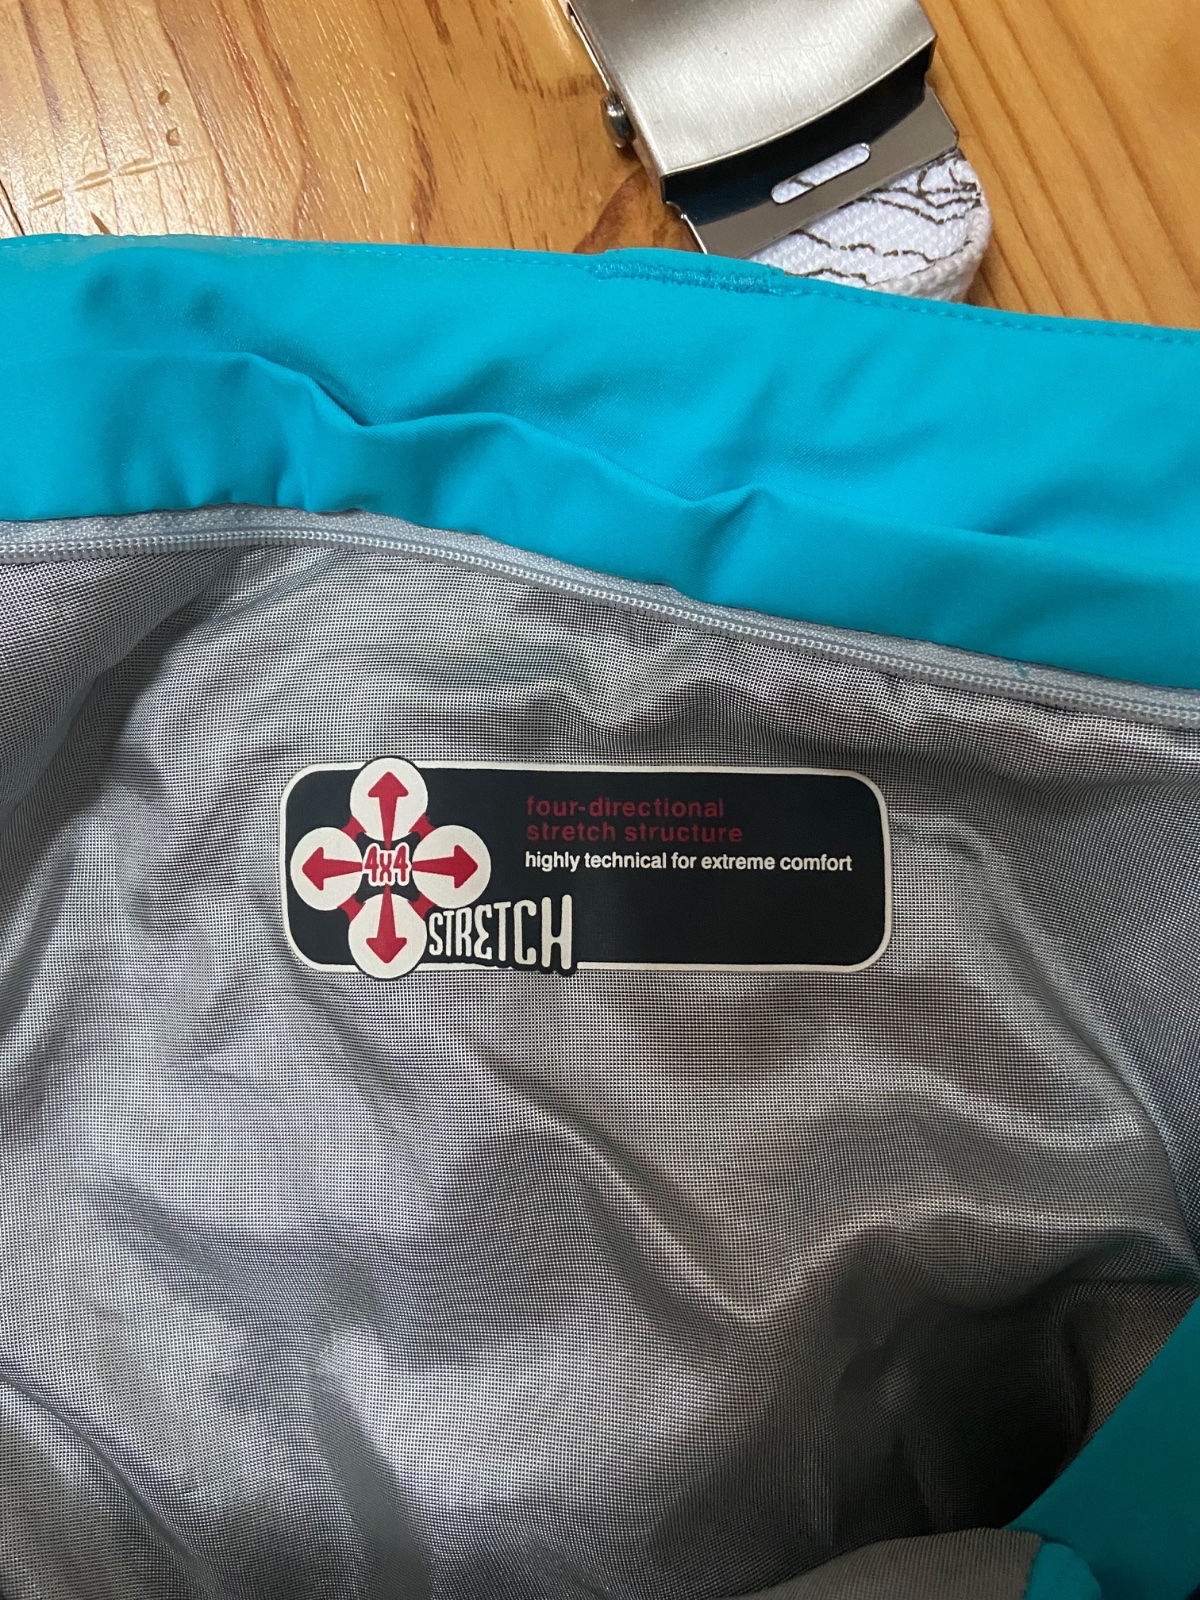 four-directional
stretch structure
highly technical for extreme comfort
4x4
STRETCH